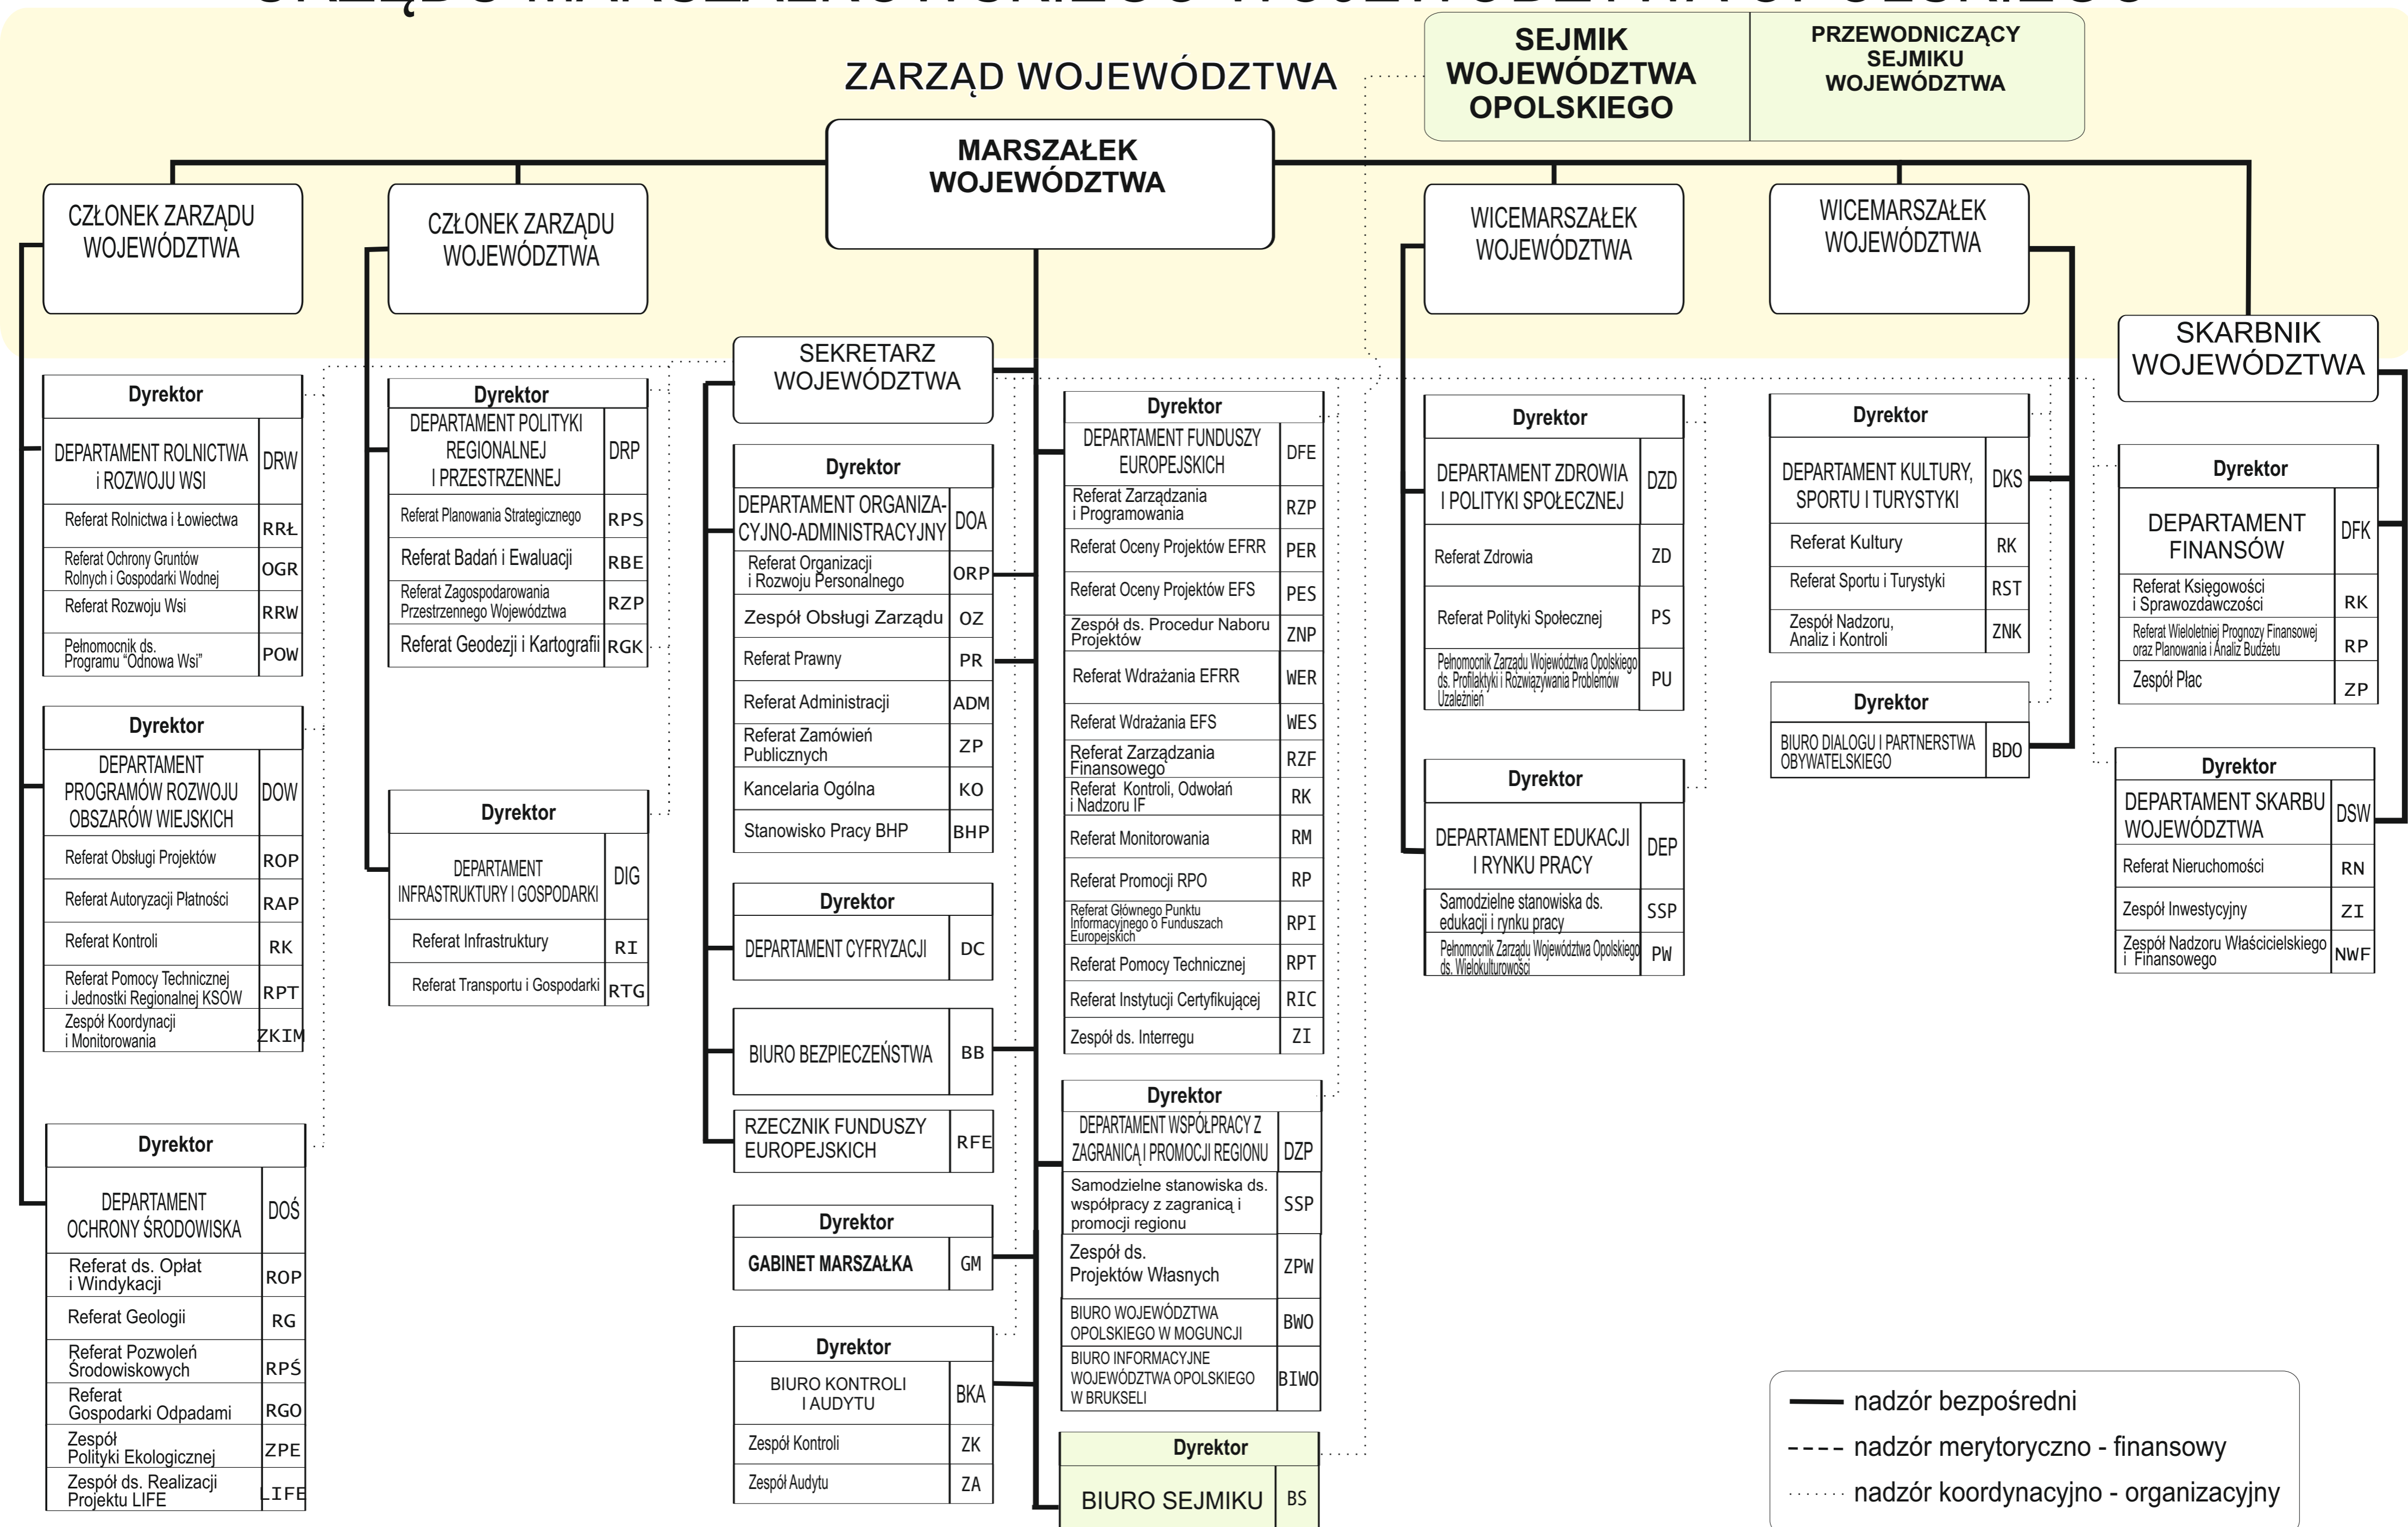 URZĘDU MARSZAŁKOWSKIEGO WOJEWÓDZTWA OPOLSKIEGO
ZARZĄD WOJEWÓDZTWA
SEJMIK
WOJEWÓDZTWA
OPOLSKIEGO
PRZEWODNICZĄCY
SEJMIKU
WOJEWÓDZTWA
MARSZAŁEK
WOJEWÓDZTWA
CZŁONEK ZARZĄDU
WOJEWÓDZTWA
CZŁONEK ZARZĄDU
WOJEWÓDZTWA
WICEMARSZAŁEK
WOJEWÓDZTWA
WICEMARSZAŁEK
WOJEWÓDZTWA
SKARBNIK
WOJEWÓDZTWA
SEKRETARZ
WOJEWÓDZTWA
Dyrektor
DEPARTAMENT ROLNICTWA
i ROZWOJU WSI
DRW
Referat Rolnictwa i Łowiectwa
RRŁ
Referat Ochrony Gruntów
Rolnych i Gospodarki Wodnej
OGR
Referat Rozwoju Wsi
RRW
Pełnomocnik ds.
Programu "Odnowa Wsi"
POW
Dyrektor
DEPARTAMENT
PROGRAMÓW ROZWOJU
OBSZARÓW WIEJSKICH
DOW
Referat Obsługi Projektów
ROP
Referat Autoryzacji Płatności
RAP
Referat Kontroli
RK
Referat Pomocy Technicznej
i Jednostki Regionalnej KSOW
RPT
Zespół Koordynacji
i Monitorowania
ZKIM
Dyrektor
DEPARTAMENT
OCHRONY ŚRODOWISKA
DOŚ
Referat ds. Opłat
i Windykacji
ROP
Referat Geologii
RG
Referat Pozwoleń
Środowiskowych
RPŚ
Referat
Gospodarki Odpadami
RGO
Zespół
Polityki Ekologicznej
ZPE
Zespół ds. Realizacji
Projektu LIFE
LIFE
Dyrektor
DEPARTAMENT POLITYKI
REGIONALNEJ
I PRZESTRZENNEJ
DRP
Referat Planowania Strategicznego
RPS
Referat Badań i Ewaluacji
RBE
Referat Zagospodarowania
Przestrzennego Województwa
RZP
Referat Geodezji i Kartografii
RGK
Dyrektor
DEPARTAMENT
INFRASTRUKTURY I GOSPODARKI
DIG
Referat Infrastruktury
RI
Referat Transportu i Gospodarki
RTG
Dyrektor
DEPARTAMENT ORGANIZA-
CYJNO-ADMINISTRACYJNY
DOA
Referat Organizacji
i Rozwoju Personalnego
ORP
Zespół Obsługi Zarządu
OZ
Referat Prawny
PR
Referat Administracji
ADM
Referat Zamówień
Publicznych
ZP
Kancelaria Ogólna
KO
Stanowisko Pracy BHP
BHP
Dyrektor
DEPARTAMENT CYFRYZACJI
DC
BIURO BEZPIECZEŃSTWA
BB
RZECZNIK FUNDUSZY
EUROPEJSKICH
RFE
Dyrektor
GABINET MARSZAŁKA
GM
Dyrektor
BIURO KONTROLI
I AUDYTU
BKA
Zespół Kontroli
ZK
Zespół Audytu
ZA
Dyrektor
DEPARTAMENT FUNDUSZY
EUROPEJSKICH
DFE
Referat Zarządzania
i Programowania
RZP
Referat Oceny Projektów EFRR
PER
Referat Oceny Projektów EFS
PES
Zespół ds. Procedur Naboru
Projektów
ZNP
Referat Wdrażania EFRR
WER
Referat Wdrażania EFS
WES
Referat Zarządzania
Finansowego
RZF
Referat Kontroli, Odwołań
i Nadzoru IF
RK
Referat Monitorowania
RM
Referat Promocji RPO
RP
Referat Głównego Punktu
Informacyjnego o Funduszach
Europejskich
RPI
Referat Pomocy Technicznej
RPT
Referat Instytucji Certyfikującej
RIC
Zespół ds. Interregu
ZI
Dyrektor
DEPARTAMENT WSPÓŁPRACY Z
ZAGRANICĄ I PROMOCJI REGIONU
DZP
Samodzielne stanowiska ds.
współpracy z zagranicą i
promocji regionu
SSP
Zespół ds.
Projektów Własnych
ZPW
BIURO WOJEWÓDZTWA
OPOLSKIEGO W MOGUNCJI
BWO
BIURO INFORMACYJNE
WOJEWÓDZTWA OPOLSKIEGO
W BRUKSELI
BIWO
Dyrektor
BIURO SEJMIKU
BS
Dyrektor
DEPARTAMENT ZDROWIA
I POLITYKI SPOŁECZNEJ
DZD
Referat Zdrowia
ZD
Referat Polityki Społecznej
PS
Pełnomocnik Zarządu Województwa Opolskiego
ds. Profilaktyki i Rozwiązywania Problemów
Uzależnień
PU
Dyrektor
DEPARTAMENT EDUKACJI
I RYNKU PRACY
DEP
Samodzielne stanowiska ds.
edukacji i rynku pracy
SSP
Pełnomocnik Zarządu Województwa Opolskiego
ds. Wielokulturowości
PW
Dyrektor
DEPARTAMENT KULTURY,
SPORTU I TURYSTYKI
DKS
Referat Kultury
RK
Referat Sportu i Turystyki
RST
Zespół Nadzoru,
Analiz i Kontroli
ZNK
Dyrektor
BIURO DIALOGU I PARTNERSTWA
OBYWATELSKIEGO
BDO
Dyrektor
DEPARTAMENT
FINANSÓW
DFK
Referat Księgowości
i Sprawozdawczości
RK
Referat Wieloletniej Prognozy Finansowej
oraz Planowania i Analiz Budżetu
RP
Zespół Płac
ZP
Dyrektor
DEPARTAMENT SKARBU
WOJEWÓDZTWA
DSW
Referat Nieruchomości
RN
Zespół Inwestycyjny
ZI
Zespół Nadzoru Właścicielskiego
i Finansowego
NWF
nadzór bezpośredni
nadzór merytoryczno - finansowy
nadzór koordynacyjno - organizacyjny